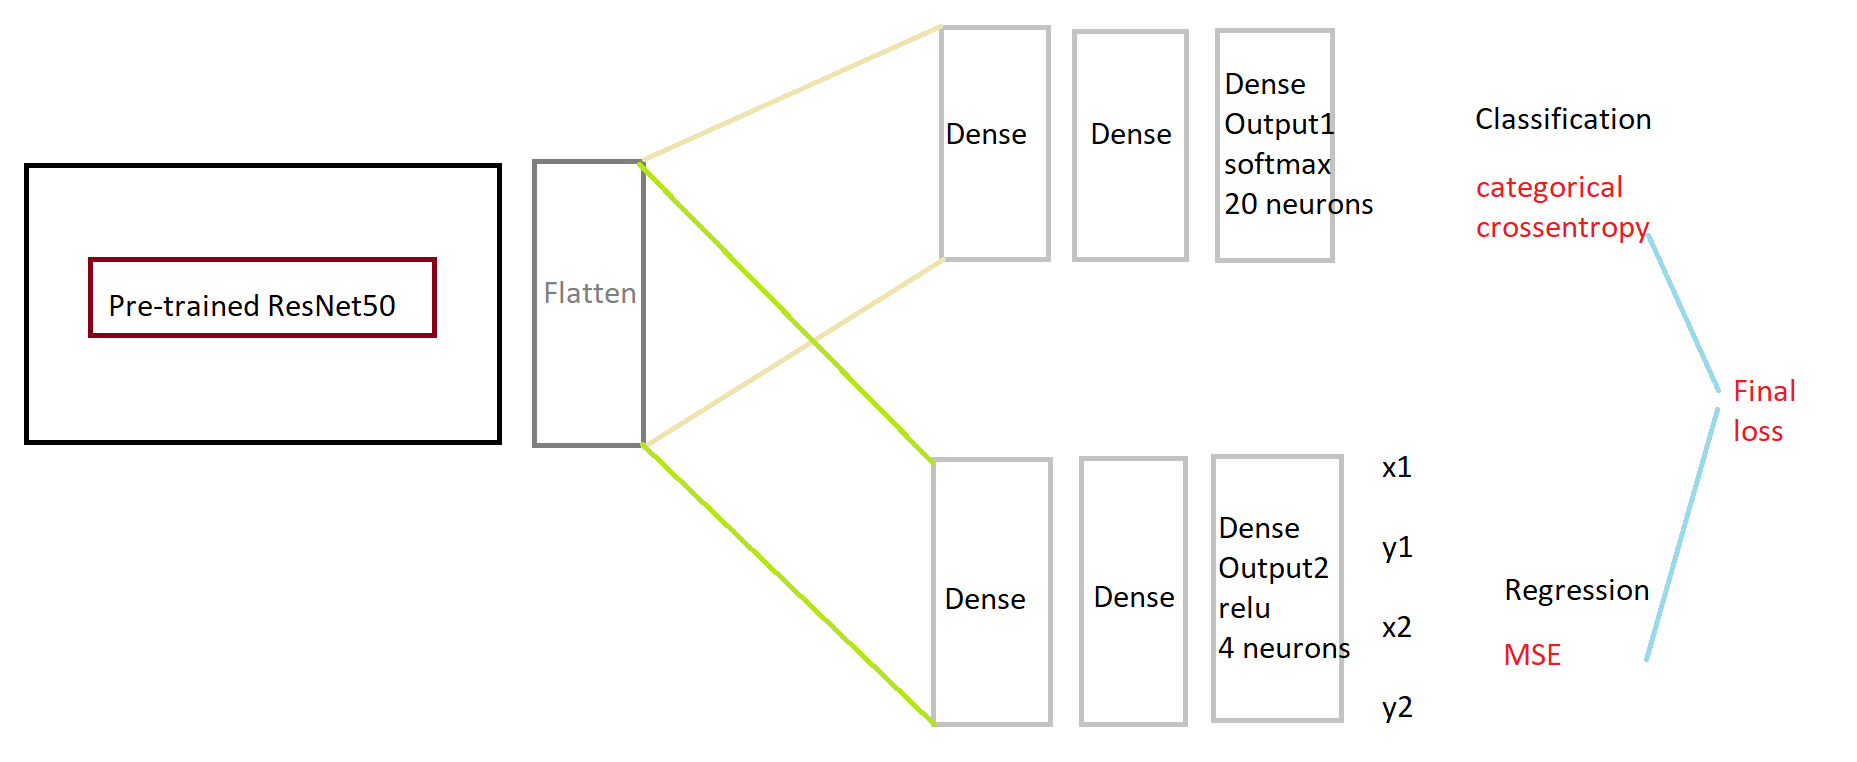 Pre-trained ResNet50
Flatten
Dense
Dense
Dense
Output1
softmax
20 neurons
Classification
categorical
crossentropy
Dense
Dense
Dense
Output2
relu
4 neurons
x1
y1
x2
y2
Regression
MSE
Final
loss